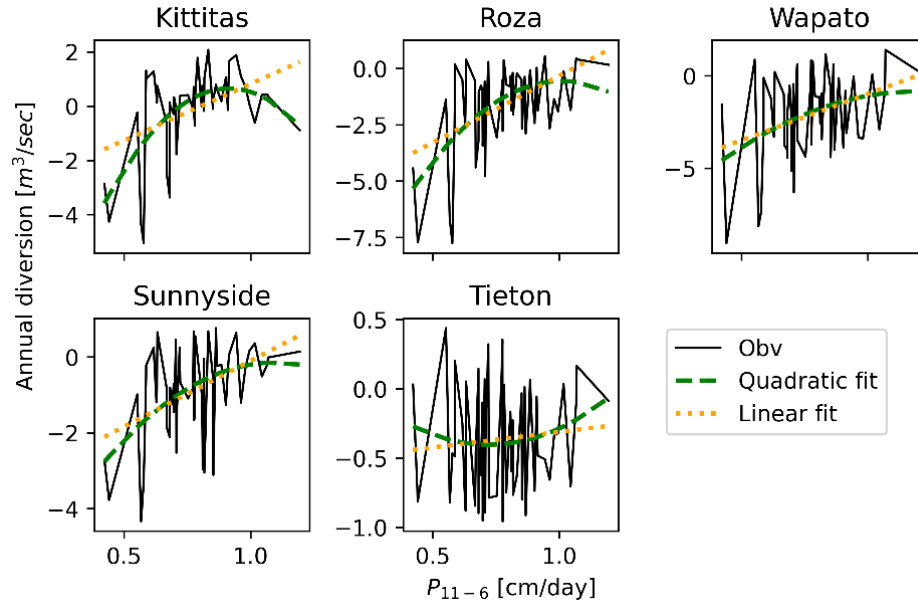 Kittitas
Roza
Wapato
2
0
−2
−4
0.0
−2.5
−5.0
−7.5
0
−5
Annual diversion [m³/sec]
Sunnyside
Tieton
0
−2
−4
0.5
1.0
0.5
0.0
−0.5
−1.0
0.5
1.0
P₁₁₋₆ [cm/day]
Obv
Quadratic fit
Linear fit